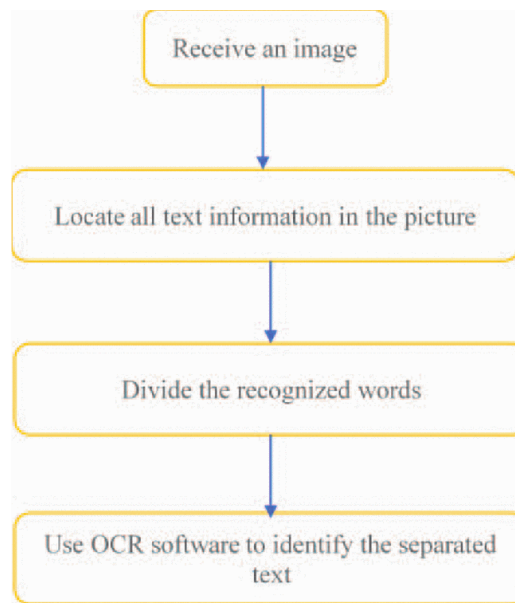 Receive an image
Locate all text information in the picture
Divide the recognized words
Use OCR software to identify the separated
text